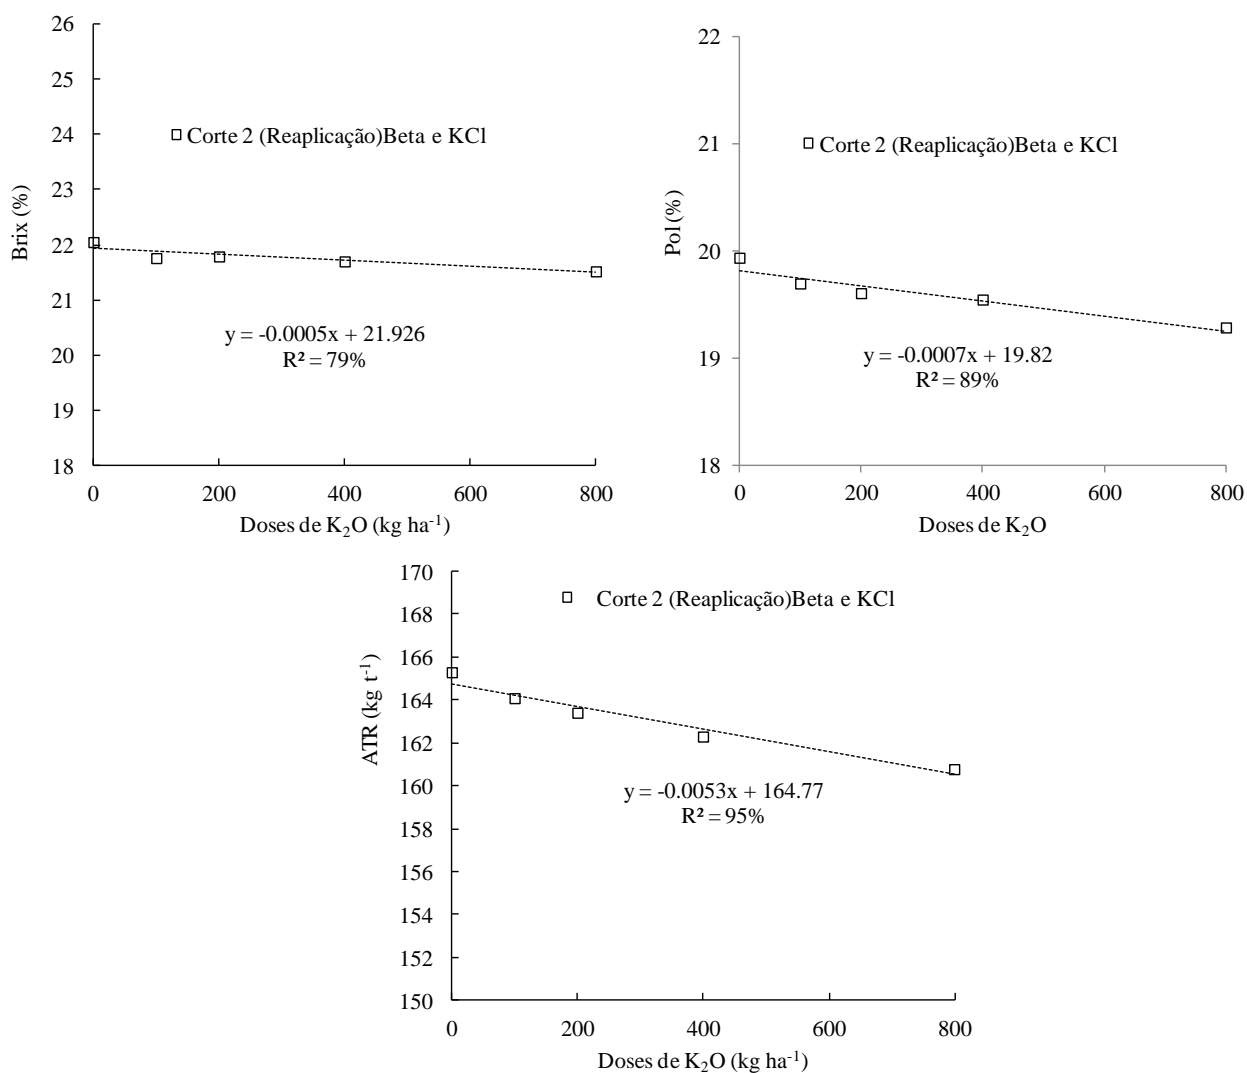 26
25
24
23
22
21
20
19
18
Brix (%)
Corte 2 (Reaplicação)Beta e KCl
y = -0.0005x + 21.926
R² = 79%
0 200 400 600 800
Doses de K₂O (kg ha⁻¹)
22
21
20
19
18
Pol (%)
Corte 2 (Reaplicação)Beta e KCl
y = -0.0007x + 19.82
R² = 89%
0 200 400 600 800
Doses de K₂O
170
168
166
164
162
160
158
156
154
152
150
ATR (kg t⁻¹)
Corte 2 (Reaplicação)Beta e KCl
y = -0.0053x + 164.77
R² = 95%
0 200 400 600 800
Doses de K₂O (kg ha⁻¹)